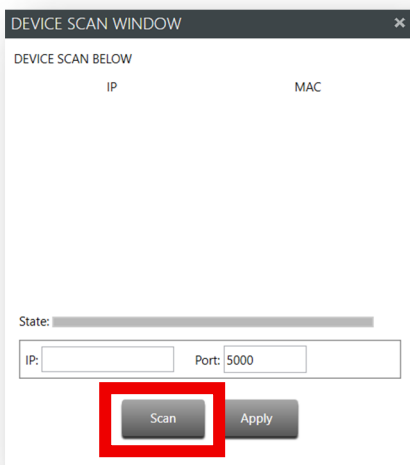 DEVICE SCAN WINDOW
DEVICE SCAN BELOW
IP MAC
State:
IP: Port: 5000
Scan Apply